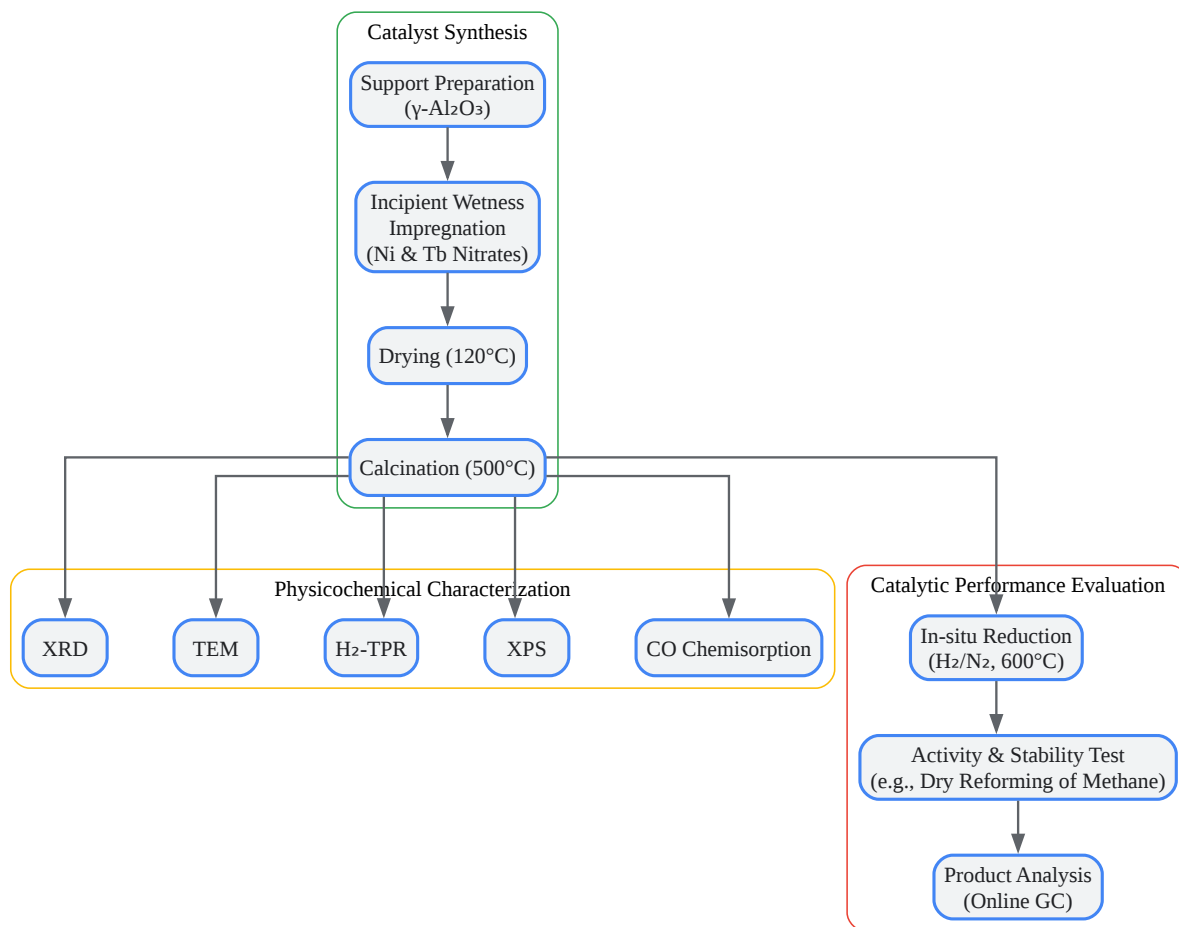 Catalyst Synthesis
Support Preparation
(γ-Al₂O₃)
Incipient Wetness
Impregnation
(Ni & Tb Nitrates)
Drying (120°C)
Calcination (500°C)
Physicochemical Characterization
XRD
TEM
H₂-TPR
XPS
CO Chemisorption
Catalytic Performance Evaluation
In-situ Reduction
(H₂/N₂, 600°C)
Activity & Stability Test
(e.g., Dry Reforming of Methane)
Product Analysis
(Online GC)